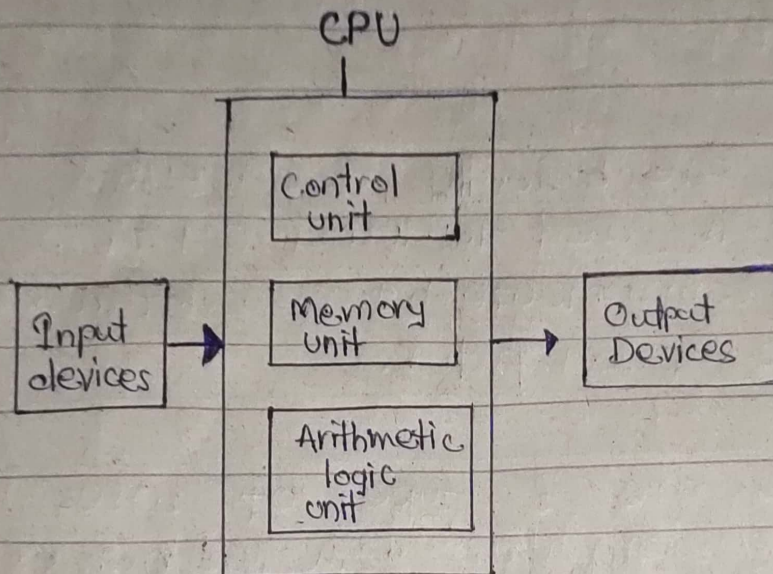 CPU
Control
unit
Memory
unit
Arithmetic
logic
unit
Input
devices
Output
Devices